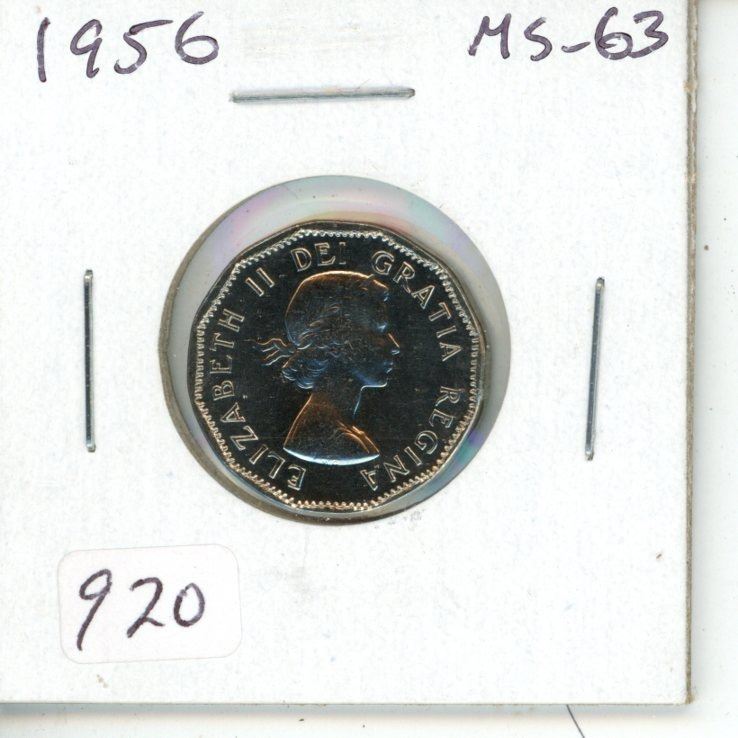 1956 MS-63
ELIZABETH II DEI GRATIA REGINA
920